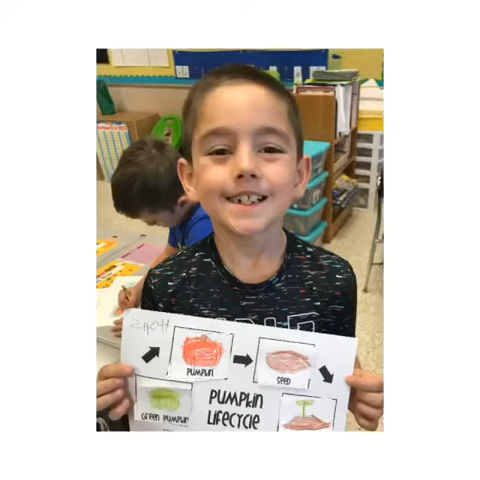 ZACH
PUMPKIN
SEED
GREEN PUMPKIN
PUMPKIN
LIFECYCLE